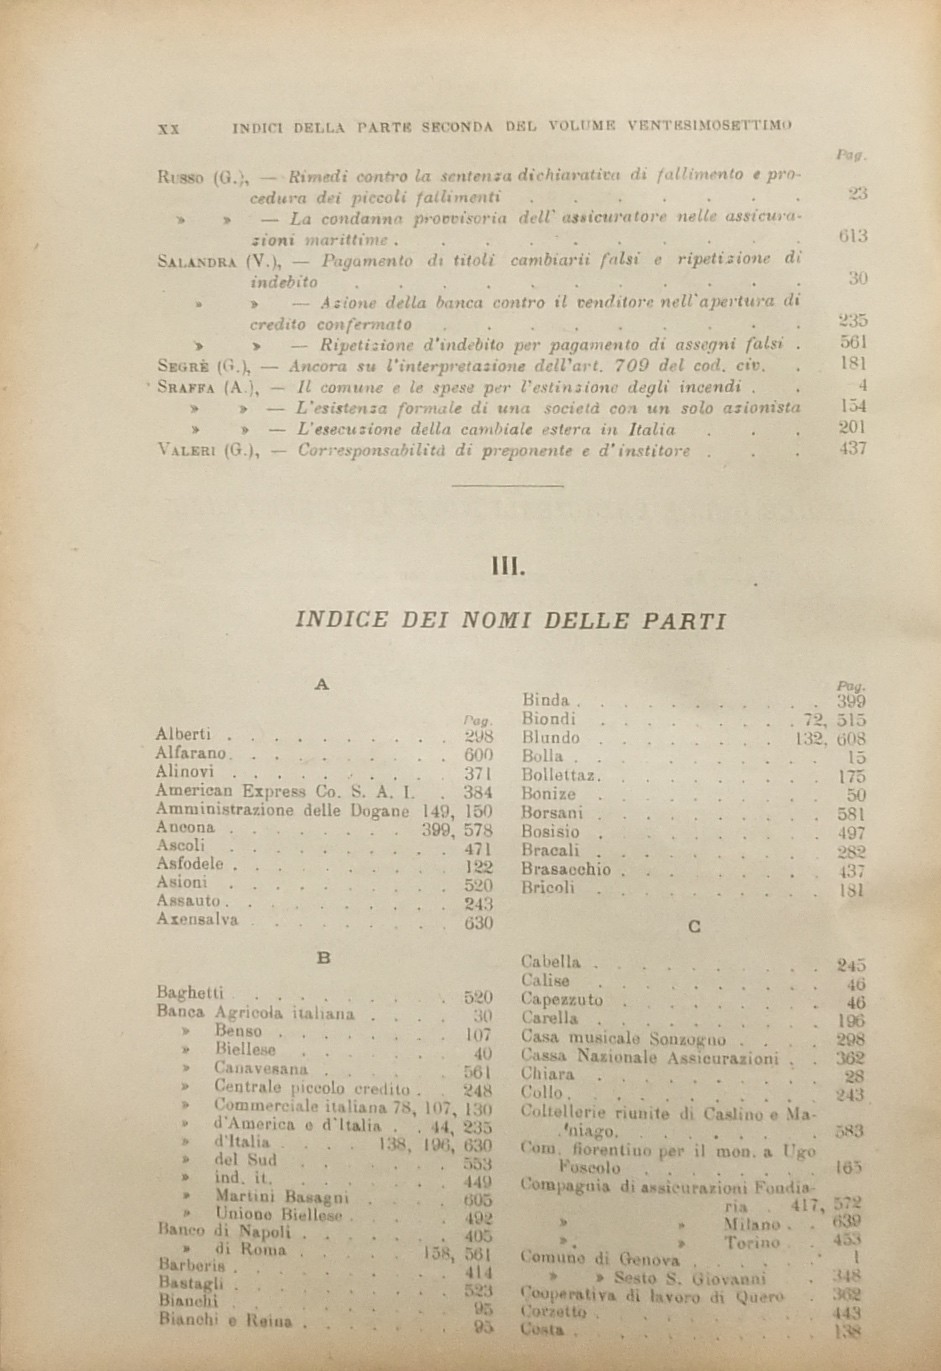 XX INDICI DELLA PARTE SECONDA DEL VOLUME VENTESIMOSETTIMO
Pag.
RUSSO (G.), — Rimedi contro la sentenza dichiarativa di fallimento e pro-
cedura dei piccoli fallimenti . . . . . . . 23
» » — La condanna provvisoria dell' assicuratore nelle assicura-
zioni marittime . . . . . . . . . . 613
SALANDRA (V.), — Pagamento di titoli cambiarii falsi e ripetizione di
indebito . . . . . . . . . . . 30
» » — Azione della banca contro il venditore nell'apertura di
credito confermato . . . . . . . . . 235
» » — Ripetizione d'indebito per pagamento di assegni falsi . 561
SEGRÈ (G.), — Ancora su l'interpretazione dell'art. 709 del cod. civ. . 181
SRAFFA (A.), — Il comune e le spese per l'estinzione degli incendi . . 4
» » — L'esistenza formale di una società con un solo azionista 154
» » — L'esecuzione della cambiale estera in Italia . . . 201
VALERI (G.), — Corresponsabilità di preponente e d'institore . . . 437
III.
INDICE DEI NOMI DELLE PARTI
A
Pag.
Alberti . . . . . . . . . . 298
Alfarano . . . . . . . . . . 600
Alinovi . . . . . . . . . . 371
American Express Co. S. A. I. . 384
Amministrazione delle Dogane 149, 150
Ancona . . . . . . . . 399, 578
Ascoli . . . . . . . . . . 471
Asfodele . . . . . . . . . . 122
Asioni . . . . . . . . . . 520
Assauto . . . . . . . . . . 243
Axensalva . . . . . . . . . 630
B
Baghetti . . . . . . . . . 520
Banca Agricola italiana . . . . 30
» Benso . . . . . . . . 107
» Biellese . . . . . . . 40
» Canavesana . . . . . . 561
» Centrale piccolo credito . . 248
» Commerciale italiana 78, 107, 130
» d'America e d'Italia . . 44, 235
» d'Italia . . . . 138, 196, 630
» del Sud . . . . . . . 553
» ind. it. . . . . . . . . 449
» Martini Basagni . . . . 605
» Unione Biellese . . . . 492
Banco di Napoli . . . . . . . 405
» di Roma . . . . . 158, 561
Barberis . . . . . . . . . . 414
Bastagli . . . . . . . . . . 523
Bianchi . . . . . . . . . . 95
Bianchi e Reina . . . . . . . 95
Pag.
Binda . . . . . . . . . . . 399
Biondi . . . . . . . . . 72, 515
Blundo . . . . . . . . 132, 608
Bolla . . . . . . . . . . . 15
Bollettaz . . . . . . . . . . 175
Bonize . . . . . . . . . . 50
Borsani . . . . . . . . . . 581
Bosisio . . . . . . . . . . 497
Bracali . . . . . . . . . . 282
Brasacchio . . . . . . . . . 437
Bricoli . . . . . . . . . . 181
C
Cabella . . . . . . . . . . 245
Calise . . . . . . . . . . 46
Capezzuto . . . . . . . . . 46
Carella . . . . . . . . . . 196
Casa musicale Sonzogno . . . . 298
Cassa Nazionale Assicurazioni . . 362
Chiara . . . . . . . . . . 28
Collo . . . . . . . . . . . 243
Coltellerie riunite di Caslino e Ma-
niago . . . . . . . . . 583
Com. fiorentino per il mon. a Ugo
Foscolo . . . . . . . . 165
Compagnia di assicurazioni Fondia-
ria . 417, 572
» » Milano . . 639
» » Torino . . 453
Comune di Genova . . . . . . 1
» » Sesto S. Giovanni . 348
Cooperativa di lavoro di Quero . 362
Corzetto . . . . . . . . . . 443
Costa . . . . . . . . . . . 138